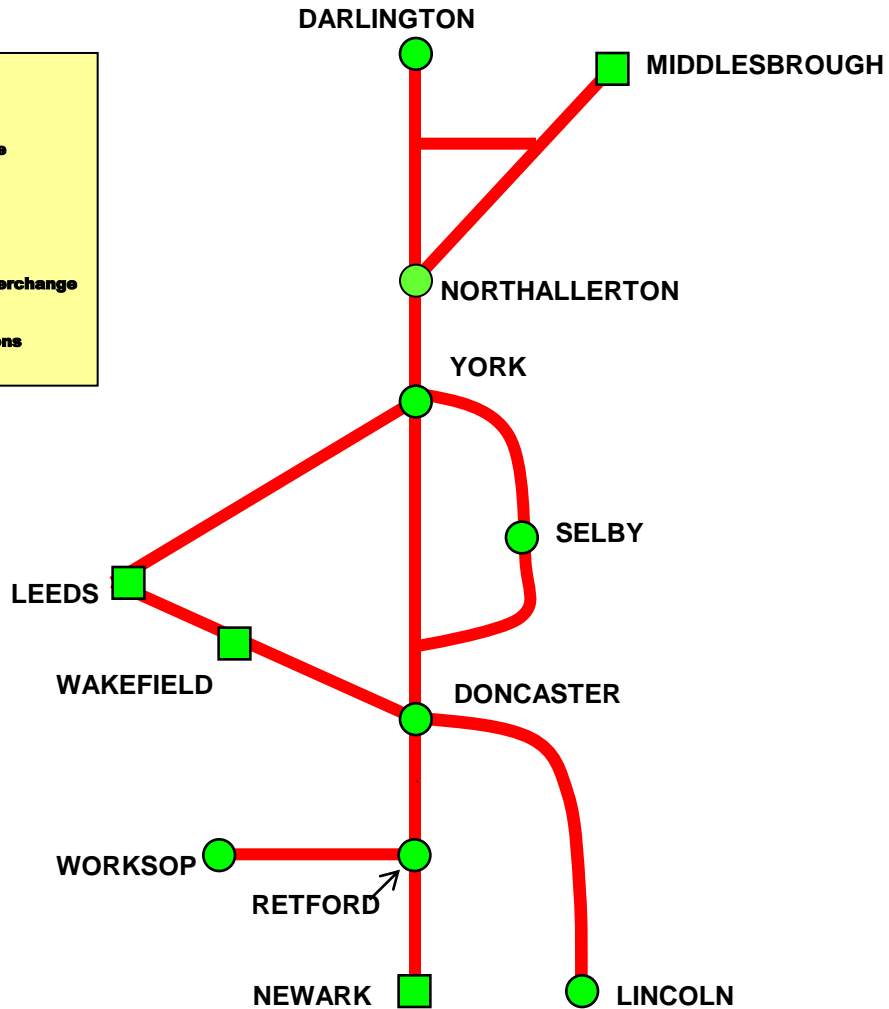 DARLINGTON
MIDDLESBROUGH
NORTHALLERTON
YORK
SELBY
LEEDS
WAKEFIELD
DONCASTER
WORKSOP
RETFORD
NEWARK
LINCOLN